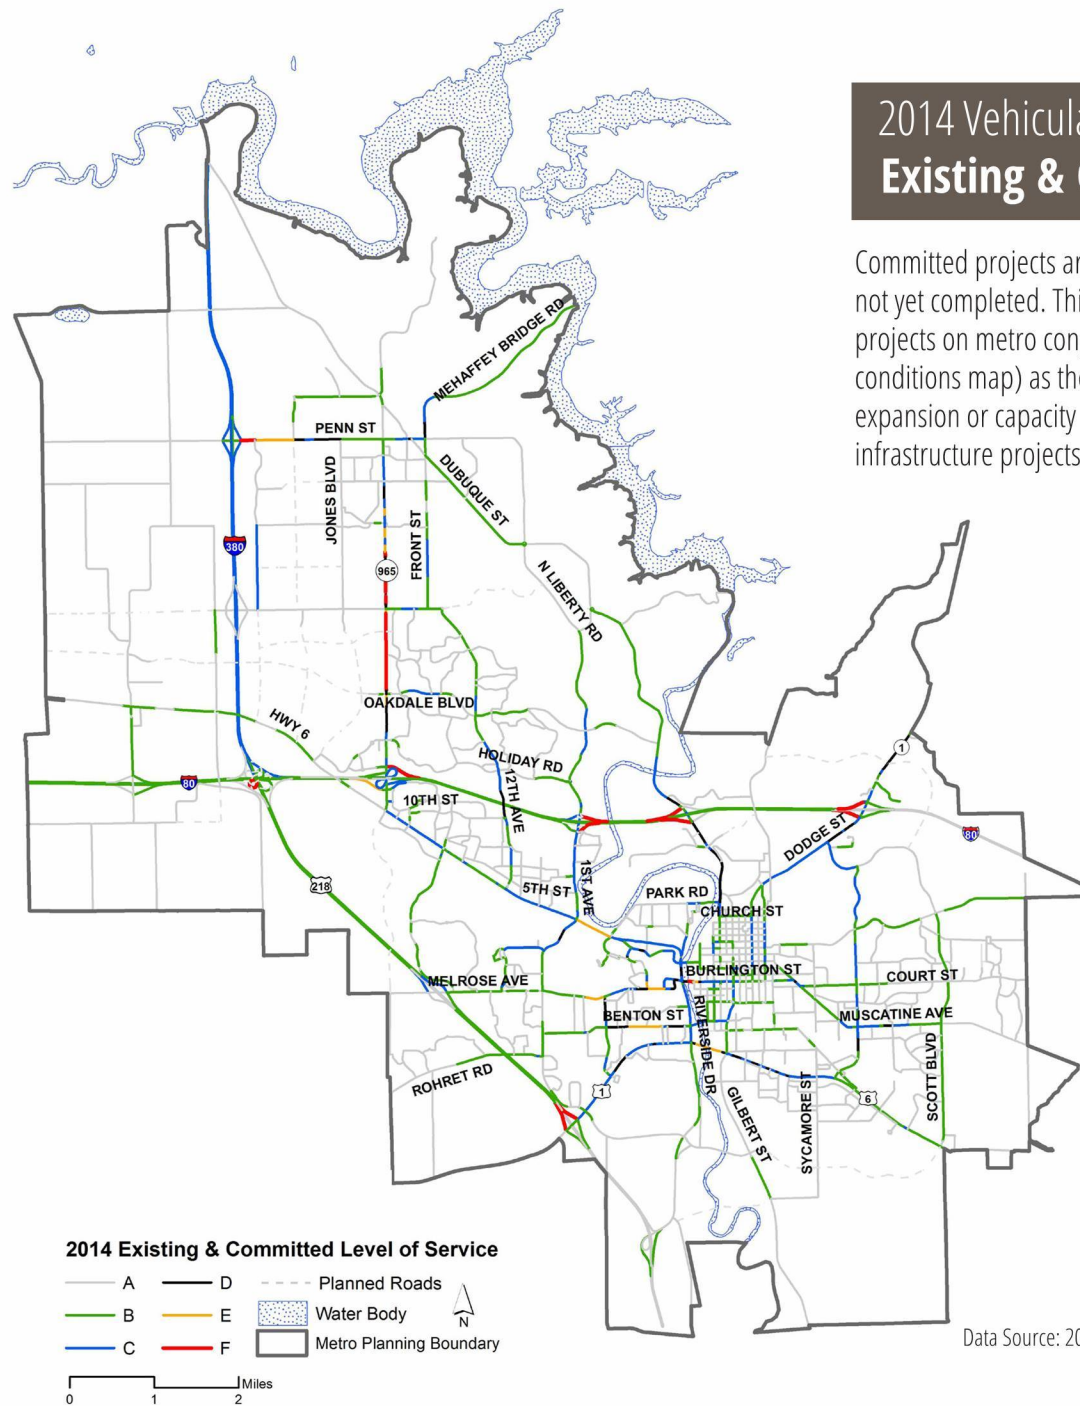 2014 Vehicula
Existing &
Committed projects ar
not yet completed. This
projects on metro con
conditions map) as the
expansion or capacity
infrastructure projects
MEHAFFEY BRIDGE RD
PENN ST
JONES BLVD
DUBUQUE ST
FRONT ST
380
965
N LIBERTY RD
OAKDALE BLVD
HWY 6
HOLIDAY RD
1
80
12TH AVE
10TH ST
DODGE ST
80
218
1ST AVE
5TH ST
PARK RD
CHURCH ST
BURLINGTON ST
COURT ST
MELROSE AVE
BENTON ST
RIVERSIDE DR
MUSCATINE AVE
ROHRET RD
1
6
SCOTT BLVD
GILBERT ST
SYCAMORE ST
2014 Existing & Committed Level of Service
A D Planned Roads
B E Water Body
C F Metro Planning Boundary
N
Miles
0 1 2
Data Source: 20